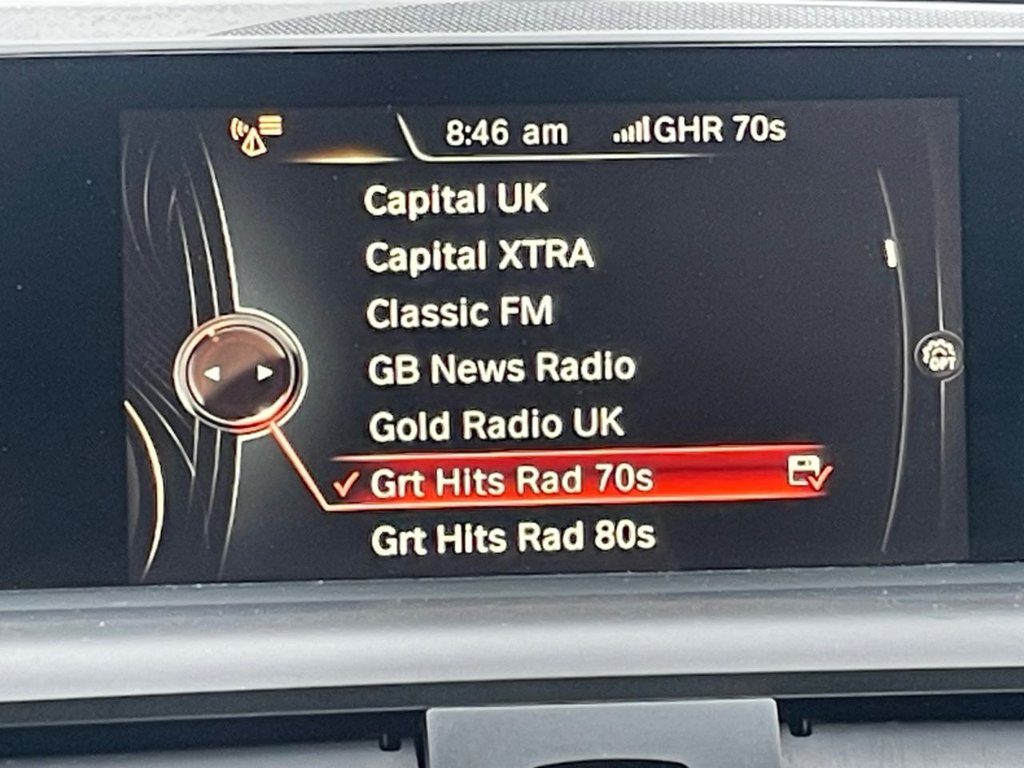 8:46 am GHR 70s
Capital UK
Capital XTRA
Classic FM
GB News Radio
OPT
Gold Radio UK
Grt Hits Rad 70s
Grt Hits Rad 80s